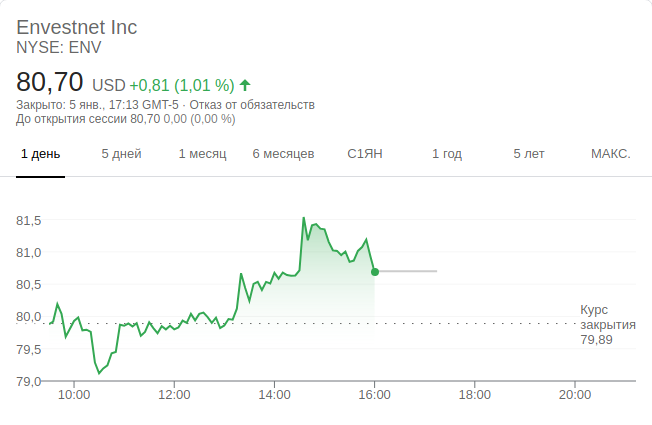 Envestnet Inc
NYSE: ENV
80,70 USD +0,81 (1,01 %)
Закрыто: 5 янв., 17:13 GMT-5 · Отказ от обязательств
До открытия сессии 80,70 0,00 (0,00 %)
1 день 5 дней 1 месяц 6 месяцев С1ЯН 1 год 5 лет МАКС.
81,5
81,0
80,5
80,0
79,5
79,0
Курс
закрытия
79,89
10:00 12:00 14:00 16:00 18:00 20:00